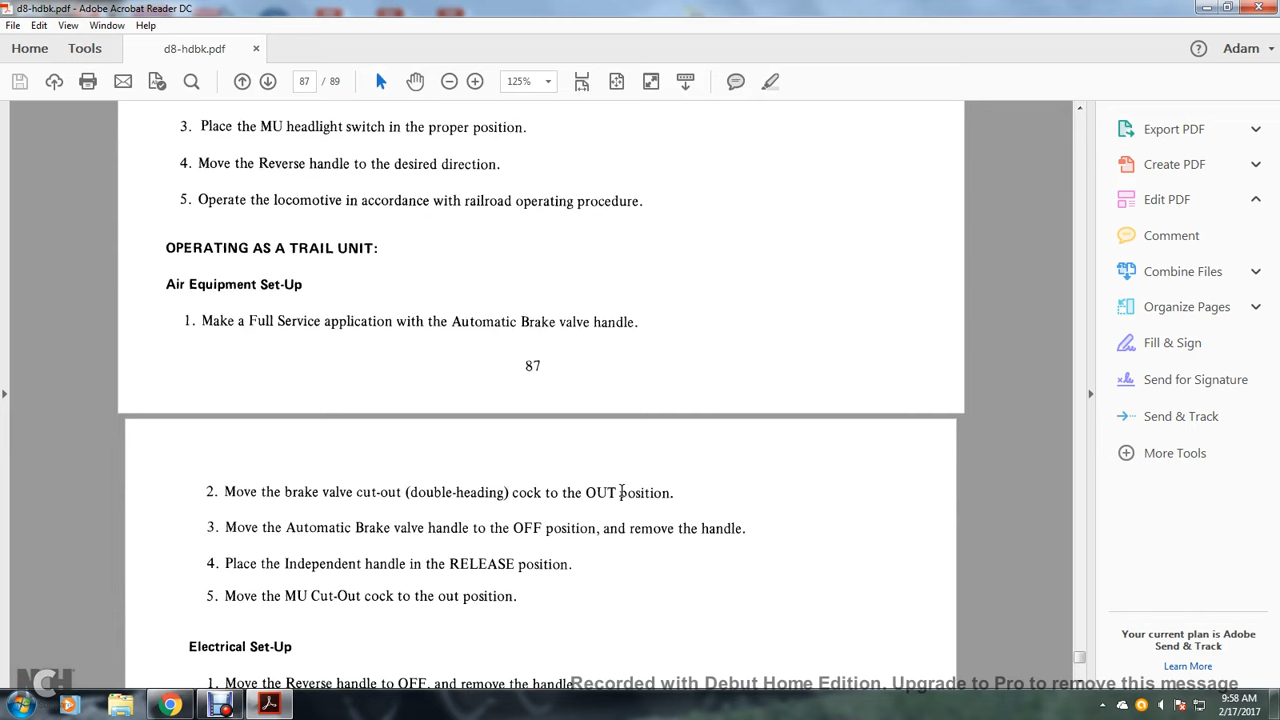 d8-hdbk.pdf - Adobe Acrobat Reader DC
File Edit View Window Help
Home Tools d8-hdbk.pdf × ? Adam
87 / 89 125%
3. Place the MU headlight switch in the proper position.
4. Move the Reverse handle to the desired direction.
5. Operate the locomotive in accordance with railroad operating procedure.
OPERATING AS A TRAIL UNIT:
Air Equipment Set-Up
1. Make a Full Service application with the Automatic Brake valve handle.
87
2. Move the brake valve cut-out (double-heading) cock to the OUT position.
3. Move the Automatic Brake valve handle to the OFF position, and remove the handle.
4. Place the Independent handle in the RELEASE position.
5. Move the MU Cut-Out cock to the out position.
Electrical Set-Up
1. Move the Reverse handle to OFF, and remove the handle.
Export PDF
Create PDF
Edit PDF
Comment
Combine Files
Organize Pages
Fill & Sign
Send for Signature
Send & Track
More Tools
Your current plan is Adobe
Send & Track
Learn More
NCH
Recorded with Debut Home Edition. Upgrade to Pro to remove this message
9:58 AM
2/17/2017